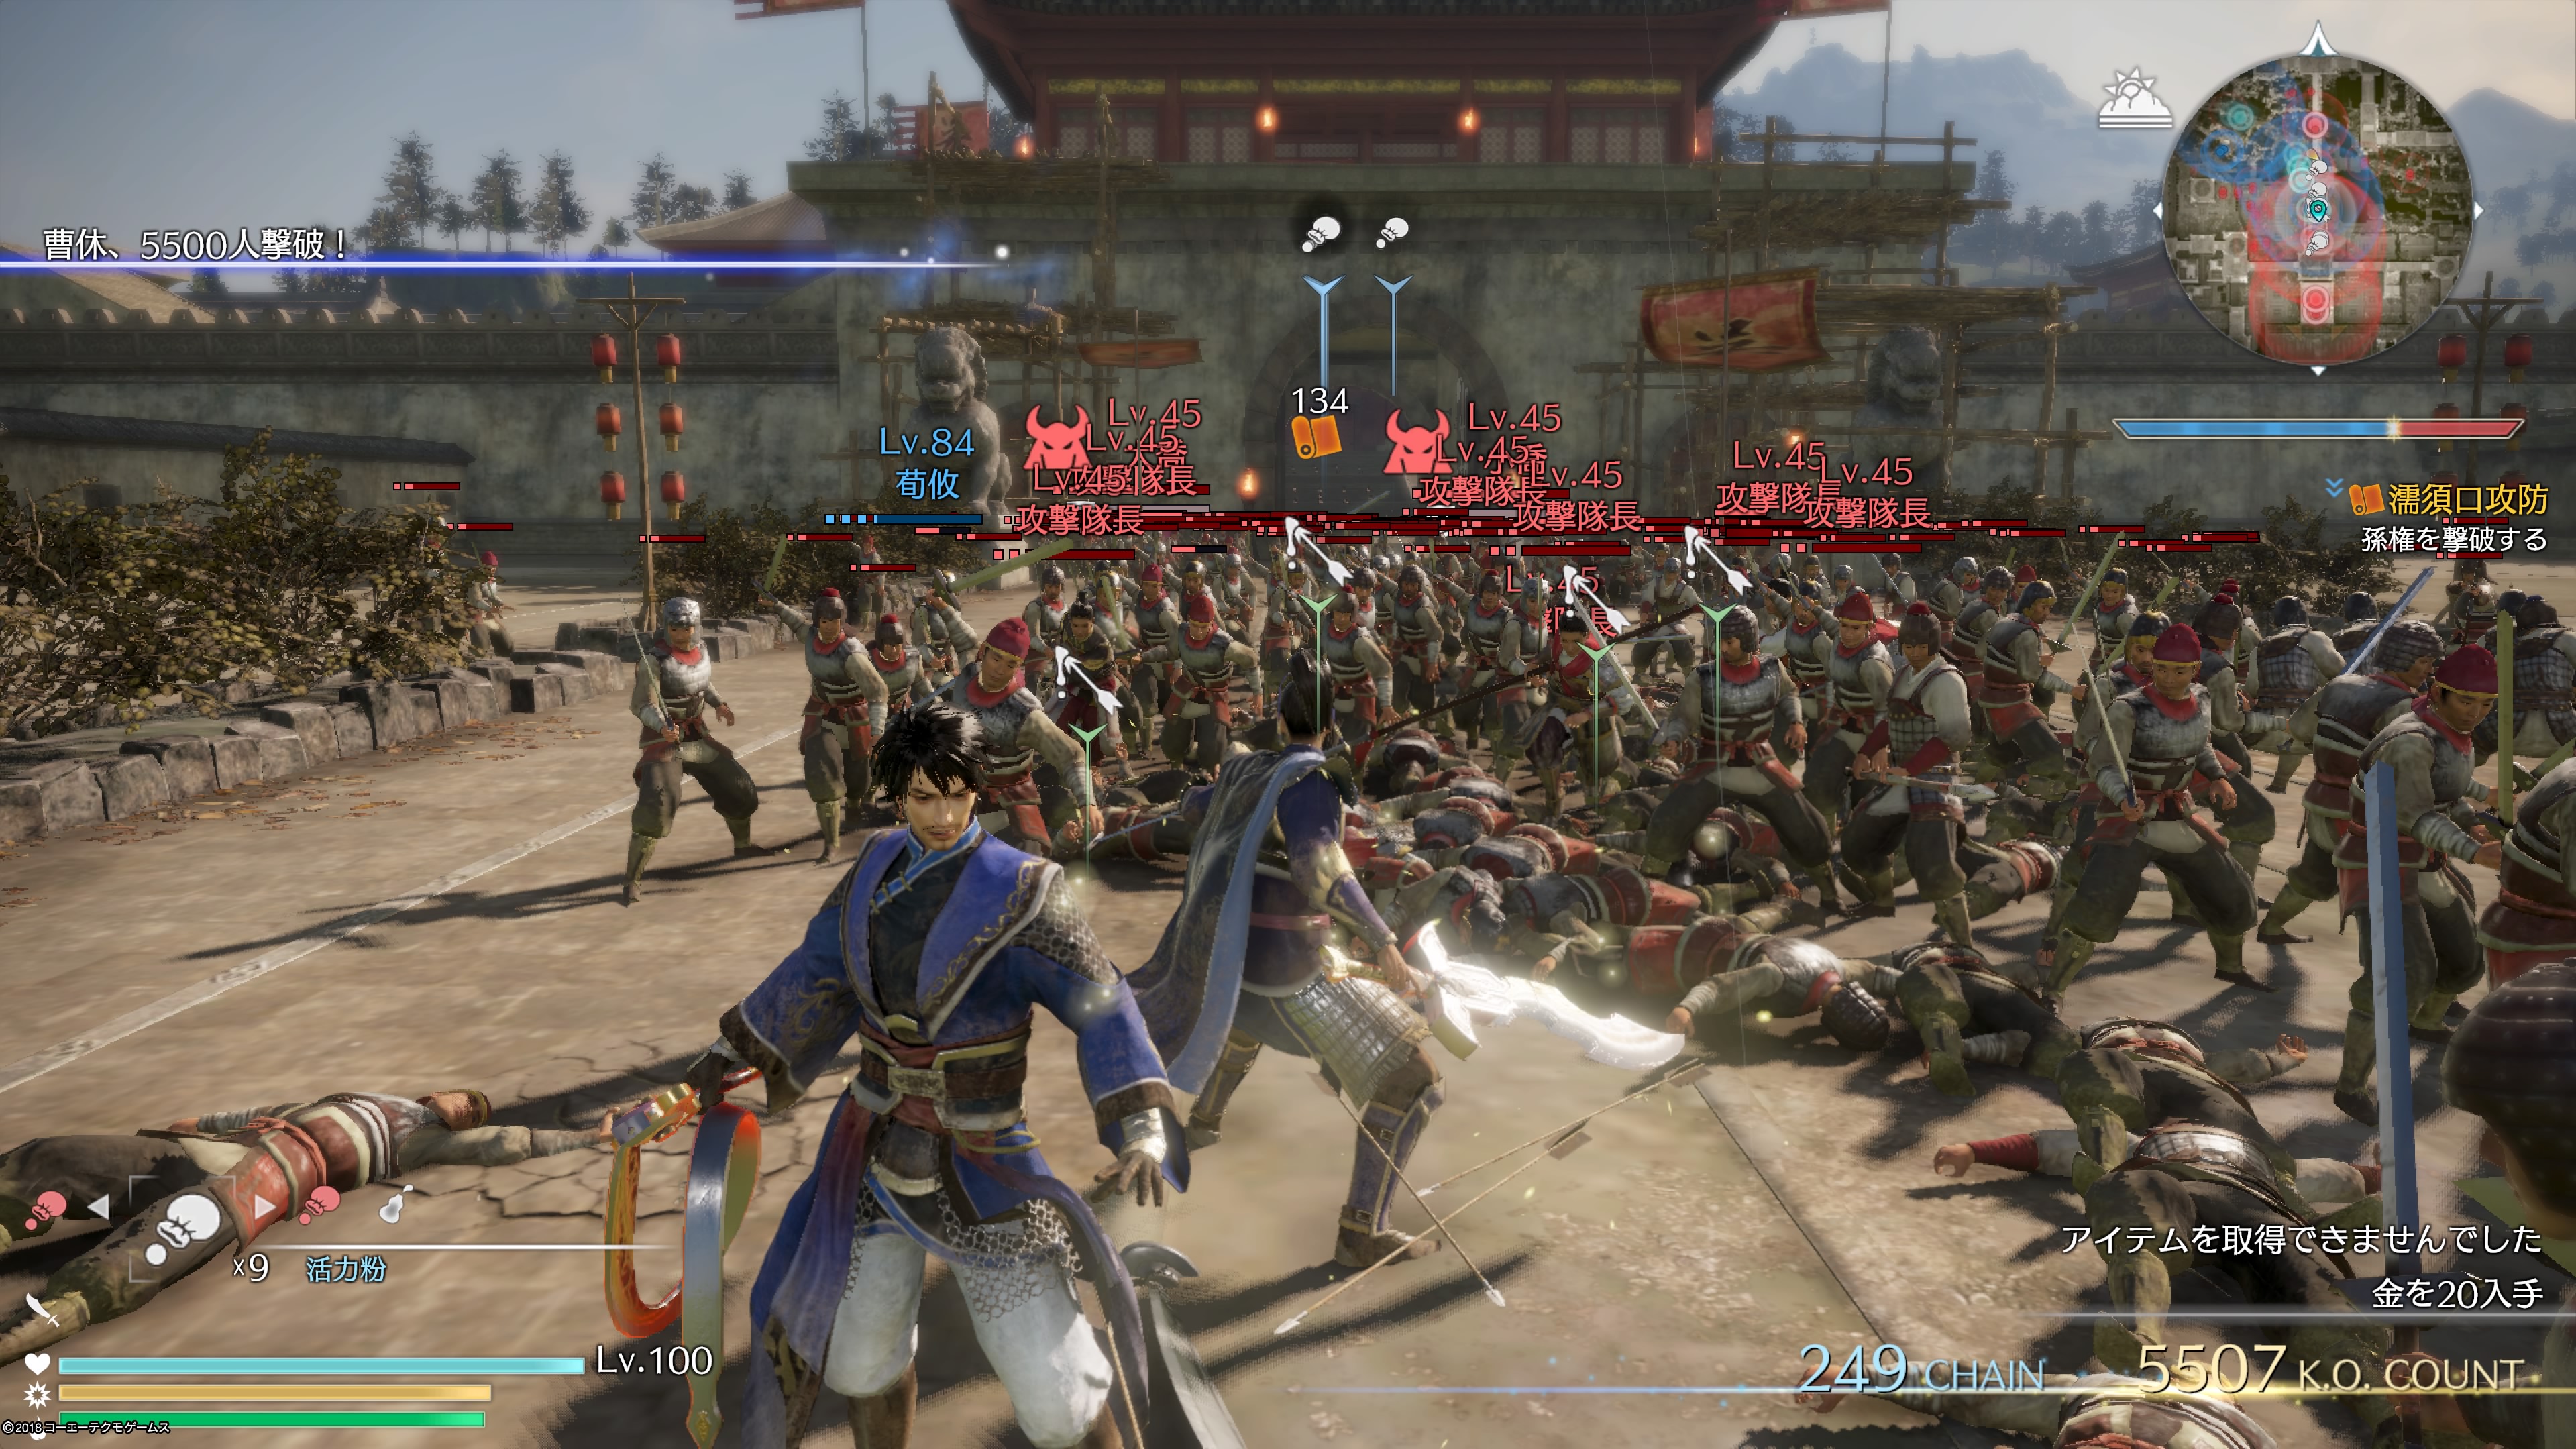 曹休、5500人撃破！
134
Lv.84
荀攸
Lv.45
Lv.45
Lv.45
攻撃隊長
Lv.45
Lv.45
攻撃隊長
Lv.45
攻撃隊長
Lv.45
攻撃隊長
Lv.45
攻撃隊長
濡須口攻防
孫権を撃破する
×9 活力粉
Lv.100
アイテムを取得できませんでした
金を20入手
249 CHAIN
5507 K.O. COUNT
©2018コーエーテクモゲームス